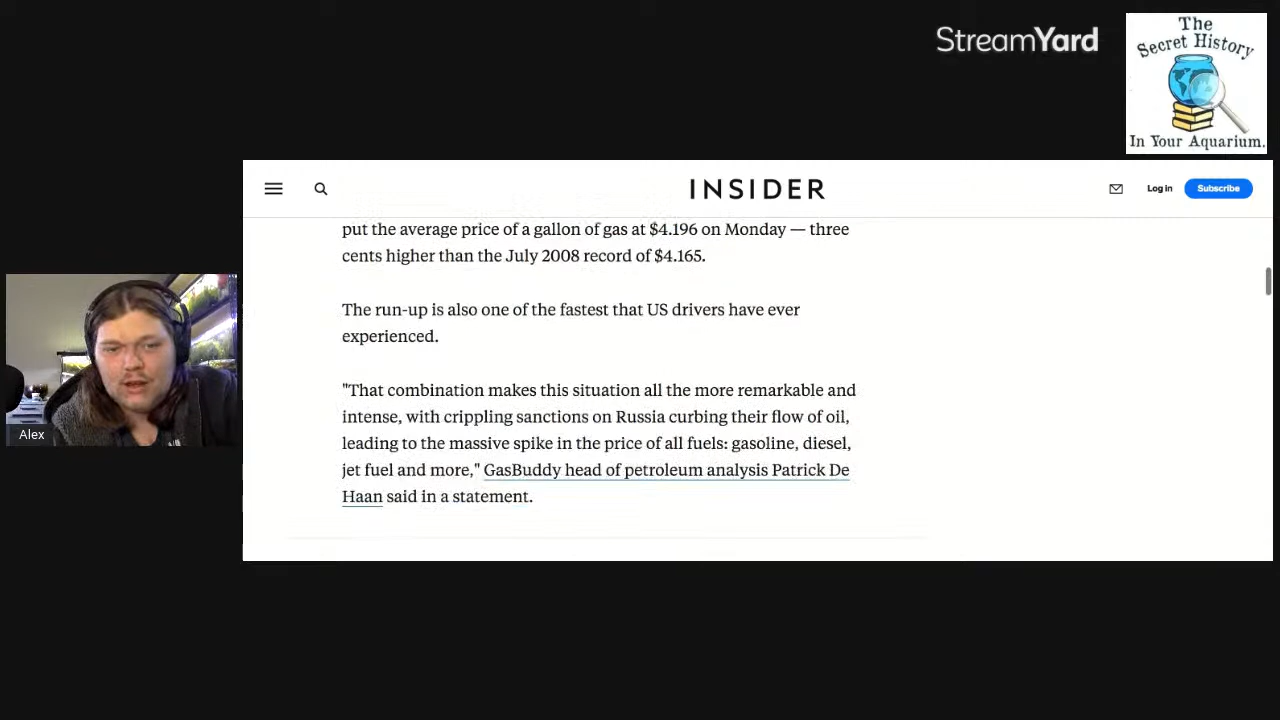 StreamYard
The
Secret History
In Your Aquarium.
INSIDER
Log in
Subscribe
put the average price of a gallon of gas at $4.196 on Monday — three
cents higher than the July 2008 record of $4.165.
The run-up is also one of the fastest that US drivers have ever
experienced.
"That combination makes this situation all the more remarkable and
intense, with crippling sanctions on Russia curbing their flow of oil,
leading to the massive spike in the price of all fuels: gasoline, diesel,
jet fuel and more," GasBuddy head of petroleum analysis Patrick De
Haan said in a statement.
Alex